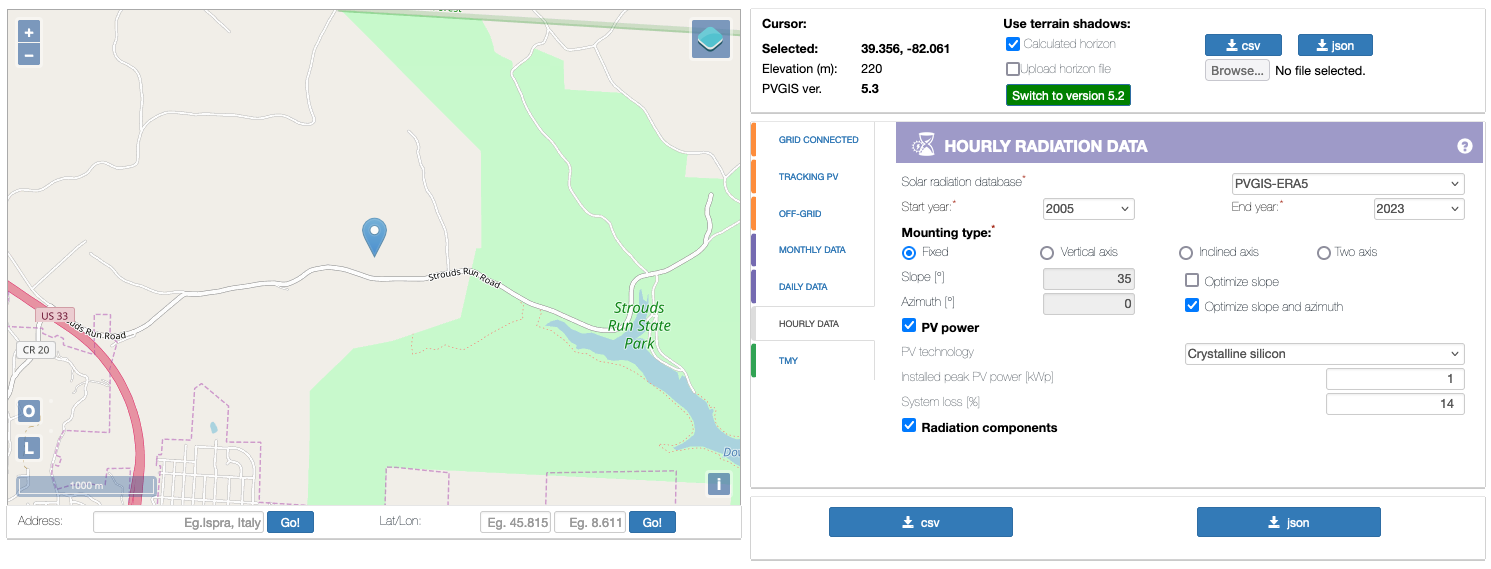 +
−
Strouds Run Road
Strouds
Run State
Park
US 33
Run Road
CR 20
O
L
1000 m
i
Address:
Eg.Ispra, Italy
Go!
Lat/Lon:
Eg. 45.815
Eg. 8.611
Go!
Cursor:
Selected: 39.356, -82.061
Elevation (m): 220
PVGIS ver. 5.3
Use terrain shadows:
Calculated horizon
Upload horizon file
Switch to version 5.2
csv
json
Browse... No file selected.
GRID CONNECTED
TRACKING PV
OFF-GRID
MONTHLY DATA
DAILY DATA
HOURLY DATA
TMY
HOURLY RADIATION DATA
?
Solar radiation database* PVGIS-ERA5
Start year:* 2005 End year:* 2023
Mounting type:*
Fixed Vertical axis Inclined axis Two axis
Slope [°] 35 Optimize slope
Azimuth [°] 0 Optimize slope and azimuth
PV power
PV technology Crystalline silicon
Installed peak PV power [kWp] 1
System loss [%] 14
Radiation components
csv
json